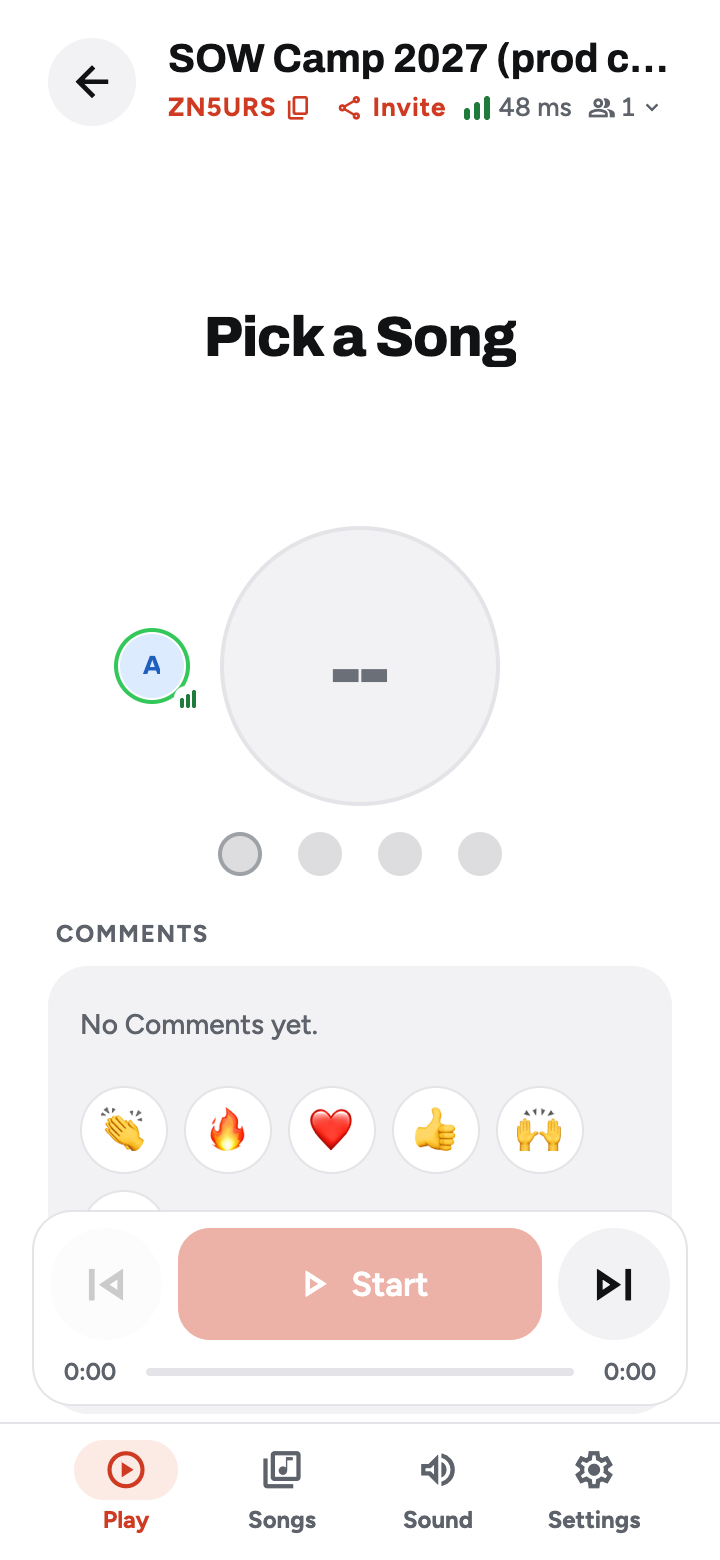 SOW Camp 2027 (prod c...
ZN5URS Invite 48 ms 1
Pick a Song
A
--
COMMENTS
No Comments yet.
Start
0:00 0:00
Play Songs Sound Settings